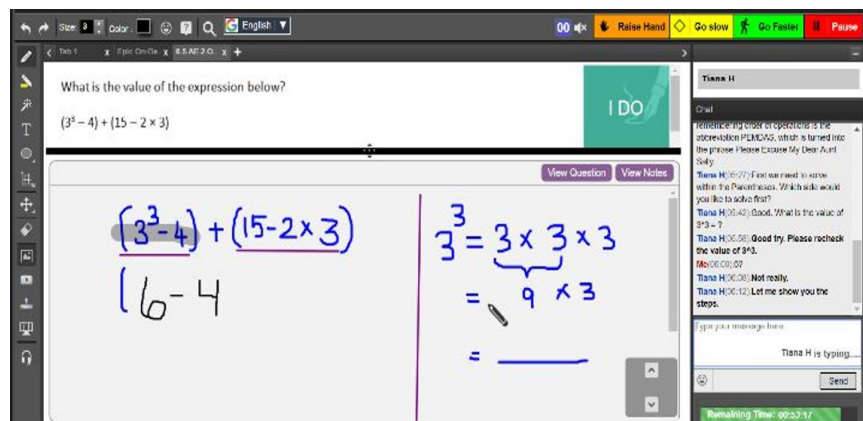 Size: 3 Color: English
00 Raise Hand Go slow Go Faster Pause
Tab 1 x Epic On-De x 6.5.AF.2.O x +
What is the value of the expression below?
(3³ – 4) + (15 – 2 × 3)
I DO
View Question View Notes
(3³-4) + (15-2×3)
(6-4
3³ = 3 × 3 × 3
= 9 × 3
=
Tiana H
Chat
remembering order of operations is the
abbreviation PEMDAS, which is turned into
the phrase Please Excuse My Dear Aunt
Sally.
Tiana H(05:27):First we need to solve
within the Parentheses. Which side would
you like to solve first?
Tiana H(05:42):Good. What is the value of
3^3 = ?
Tiana H(05:58):Good try. Please recheck
the value of 3^3.
Me(06:00):
Tiana H(06:08):Not really.
Tiana H(06:12):Let me show you the
steps.
Type your message here
Tiana H is typing.....
Send
Remaining Time: 00:53:17